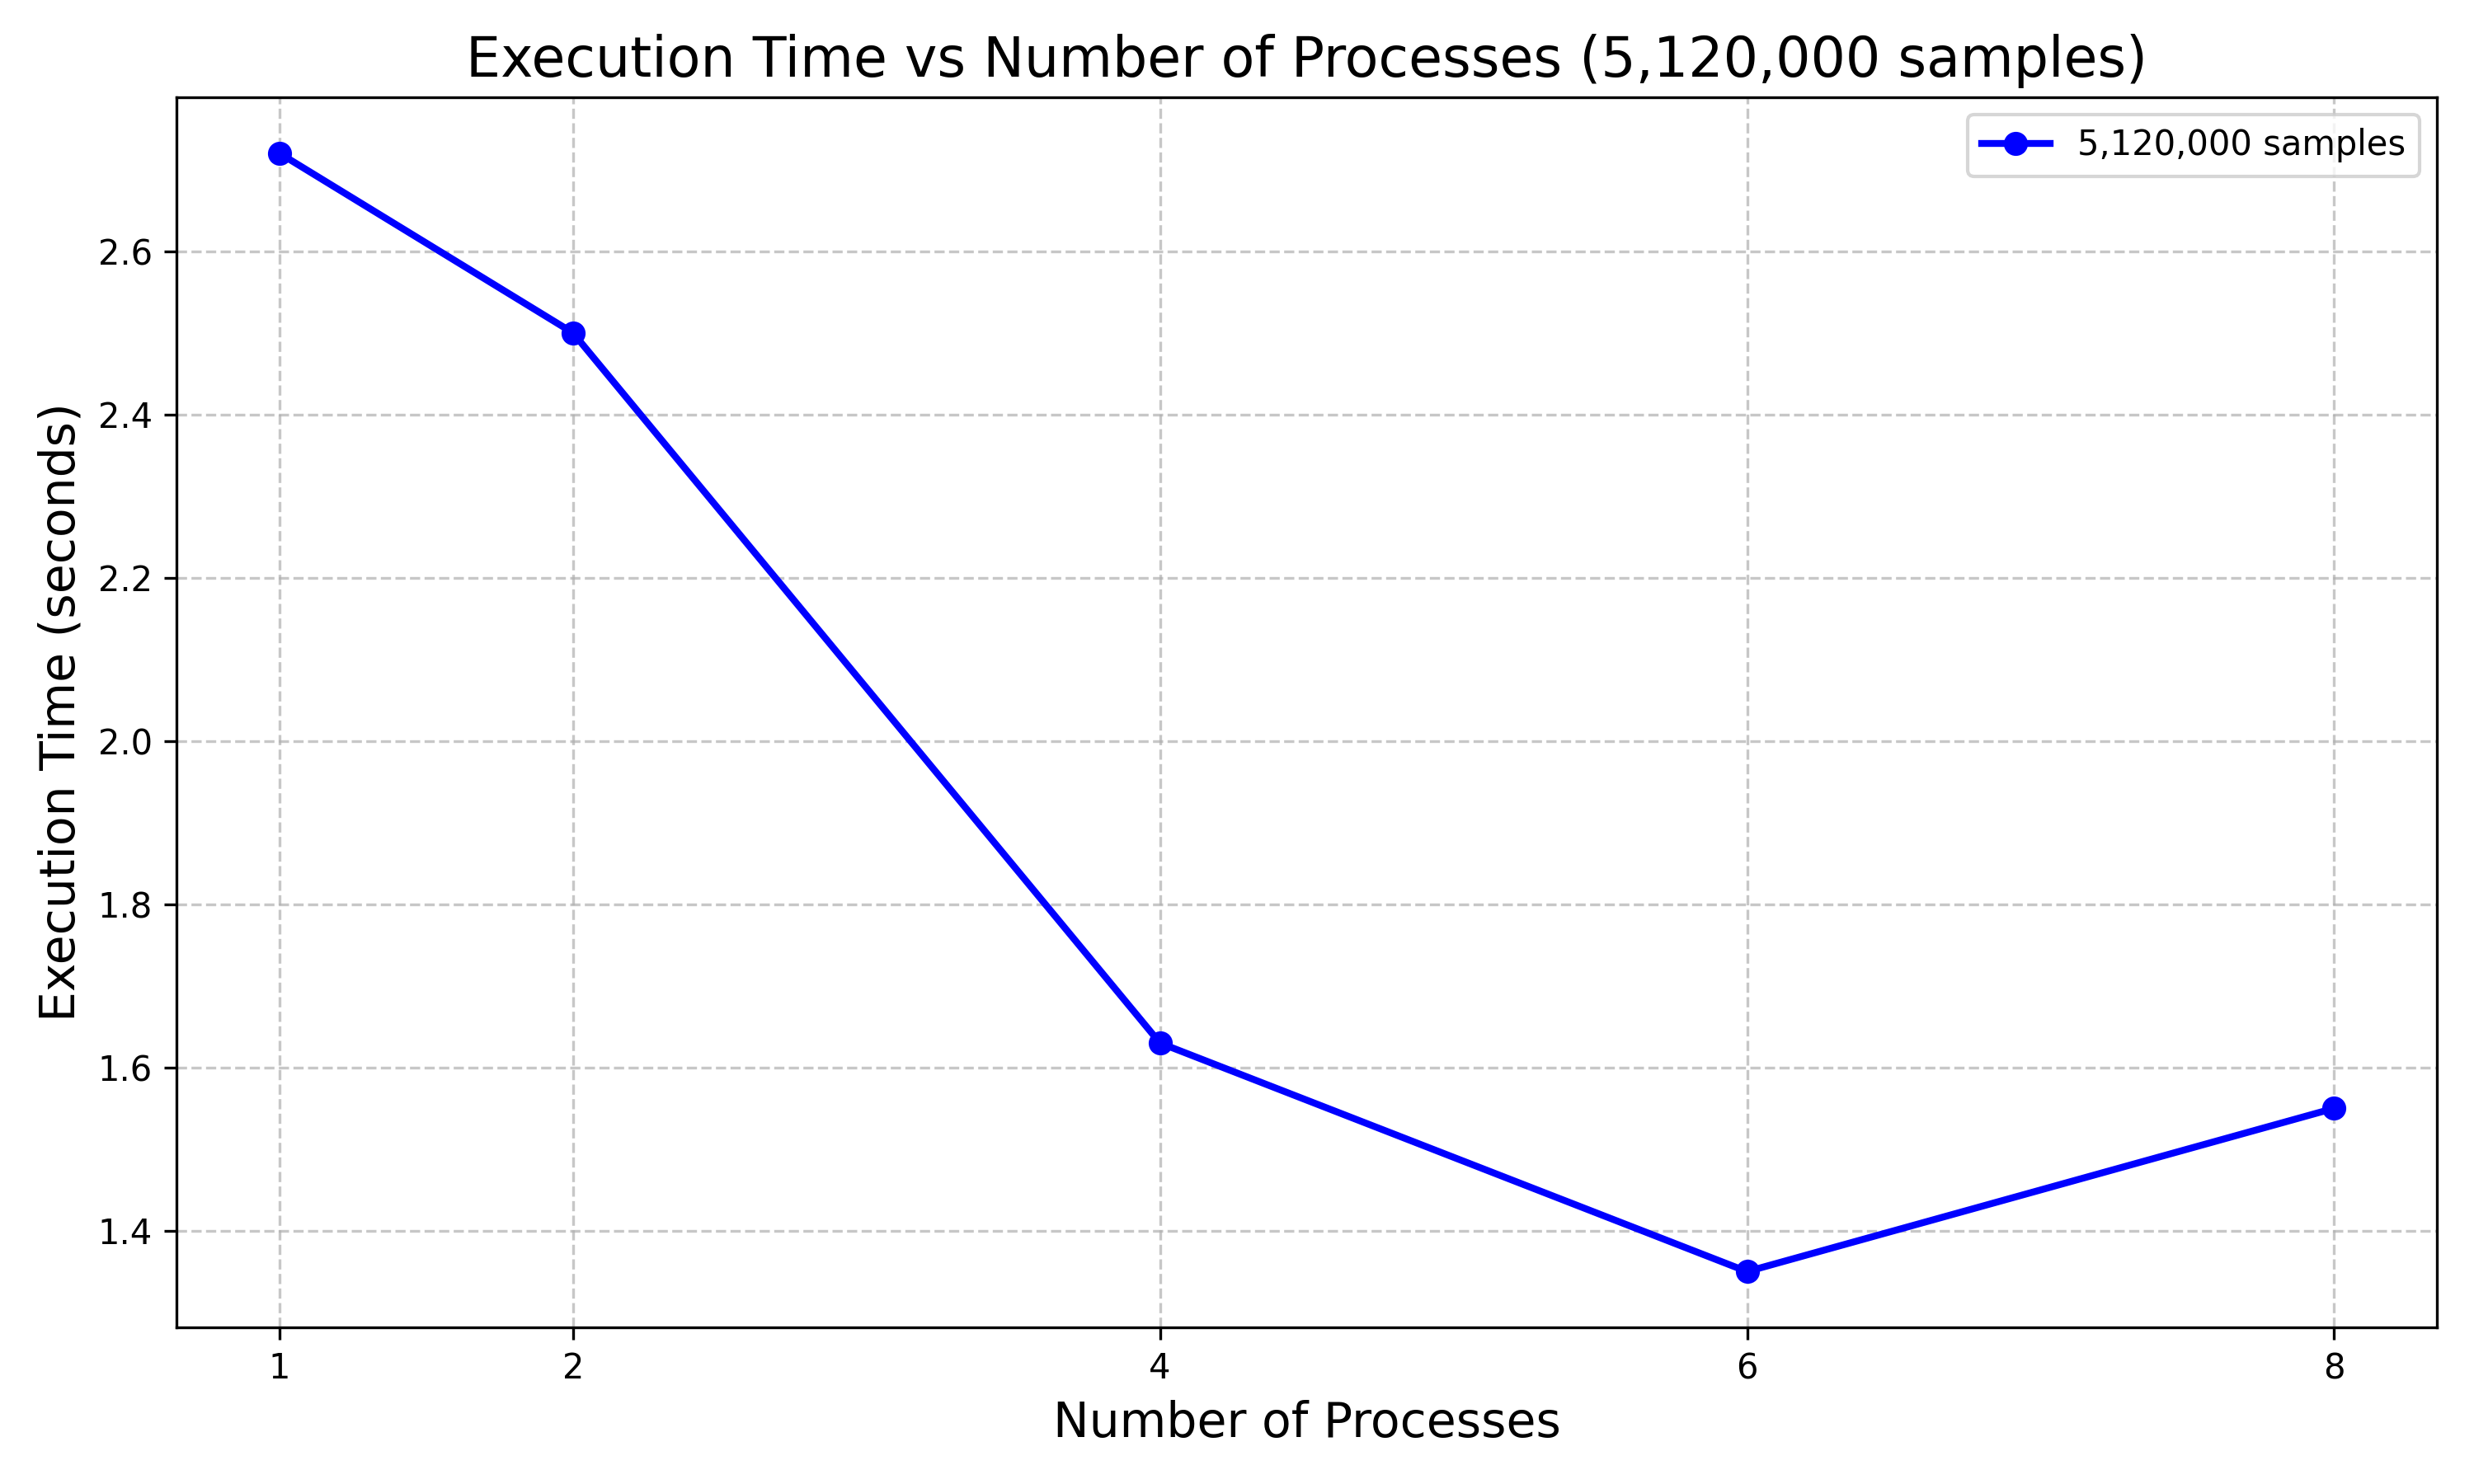 Execution Time vs Number of Processes (5,120,000 samples)
5,120,000 samples
Execution Time (seconds)
2.6
2.4
2.2
2.0
1.8
1.6
1.4
1 2 4 6 8
Number of Processes